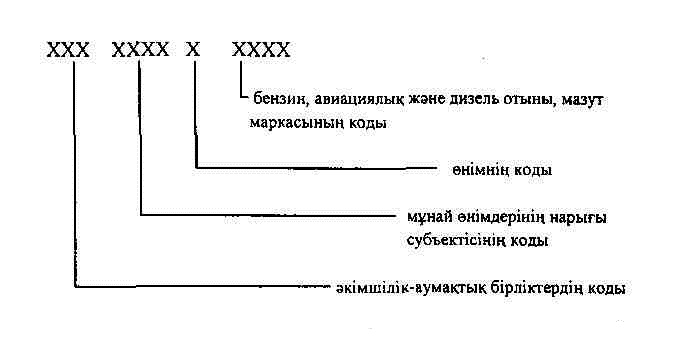 XXX XXXX X XXXX
бензин, авиациялық және дизель отыны, мазут
маркасының коды
өнімнің коды
мұнай өнімдерінің нарығы
субъектісінің коды
әкімшілік-аумақтық бірліктердің коды